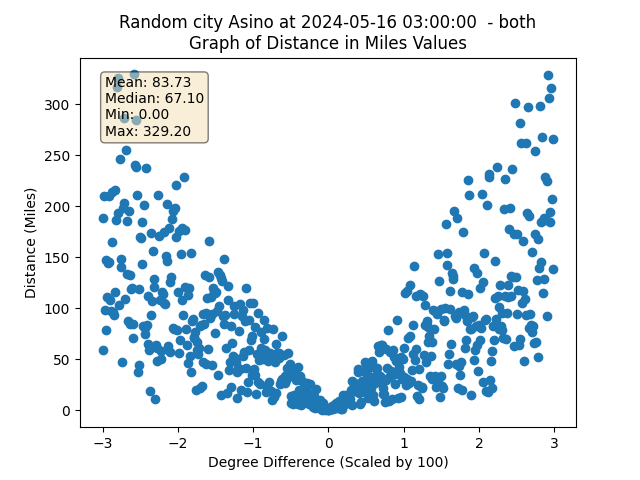 Random city Asino at 2024-05-16 03:00:00  - both
Graph of Distance in Miles Values
Mean: 83.73
Median: 67.10
Min: 0.00
Max: 329.20
Distance (Miles)
300
250
200
150
100
50
0
−3
−2
−1
0
1
2
3
Degree Difference (Scaled by 100)